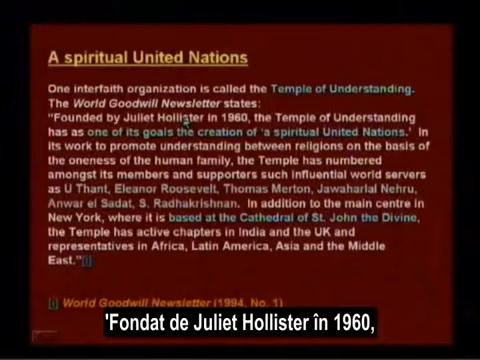 A spiritual United Nations
One interfaith organization is called the Temple of Understanding.
The World Goodwill Newsletter states:
"Founded by Juliet Hollister in 1960, the Temple of Understanding
has as one of its goals the creation of 'a spiritual United Nations.' In
its work to promote understanding between religions on the basis of
the oneness of the human family, the Temple has numbered
amongst its members and supporters such influential world servers
as U Thant, Eleanor Roosevelt, Thomas Merton, Jawaharlal Nehru,
Anwar el Sadat, S. Radhakrishnan. In addition to the main centre in
New York, where it is based at the Cathedral of St. John the Divine,
the Temple has active chapters in India and the UK and
representatives in Africa, Latin America, Asia and the Middle
East."[i]
[i] World Goodwill Newsletter (1994, No. 1)
'Fondat de Juliet Hollister în 1960,